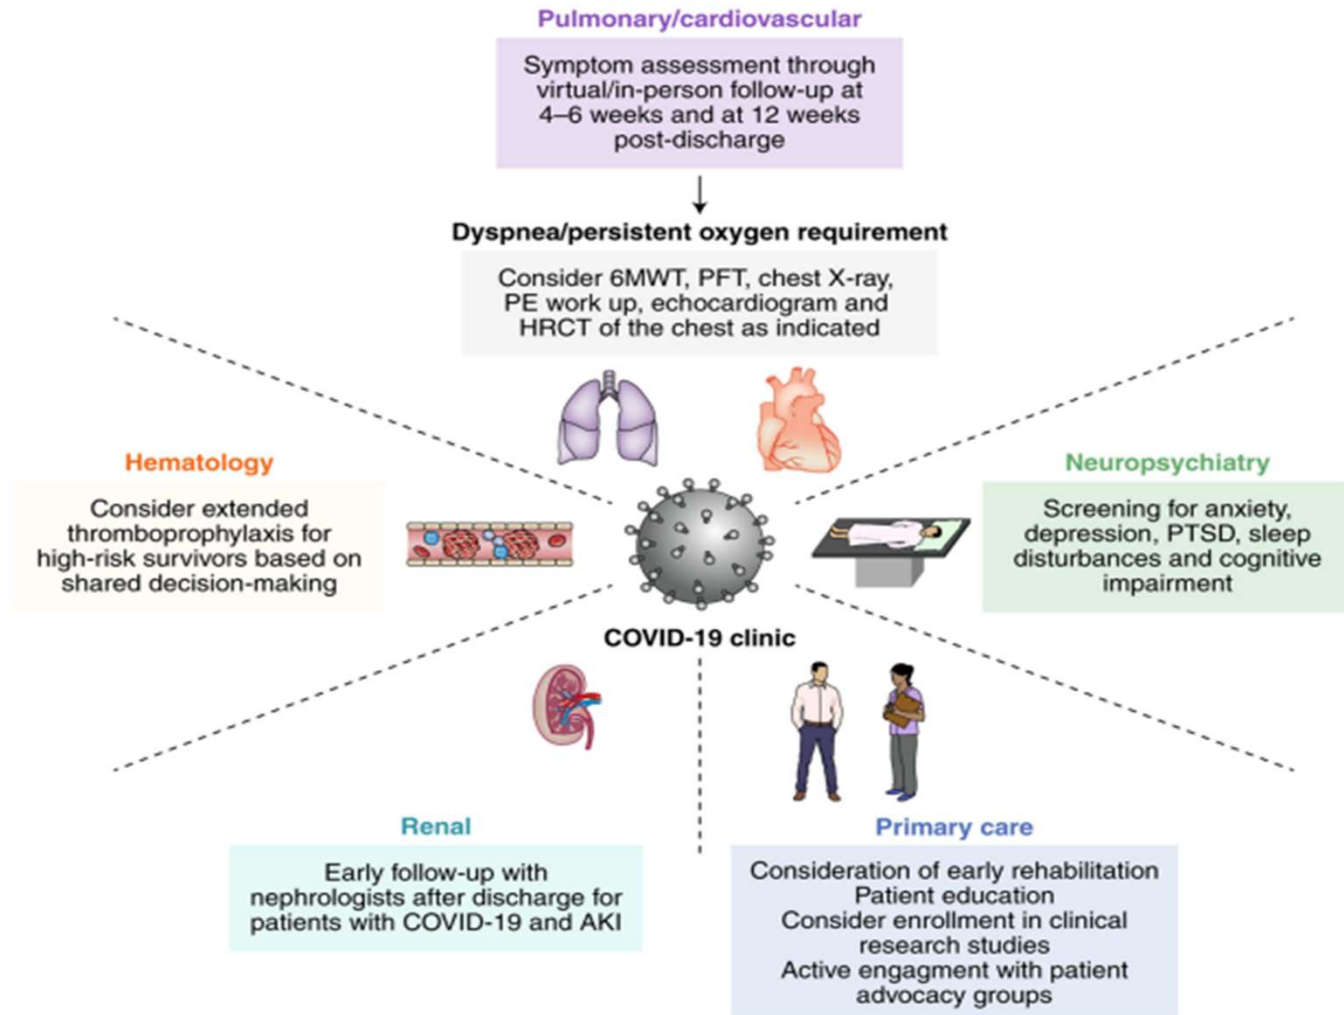 Pulmonary/cardiovascular
Symptom assessment through
virtual/in-person follow-up at
4–6 weeks and at 12 weeks
post-discharge
Dyspnea/persistent oxygen requirement
Consider 6MWT, PFT, chest X-ray,
PE work up, echocardiogram and
HRCT of the chest as indicated
Hematology
Consider extended
thromboprophylaxis for
high-risk survivors based on
shared decision-making
Neuropsychiatry
Screening for anxiety,
depression, PTSD, sleep
disturbances and cognitive
impairment
COVID-19 clinic
Renal
Early follow-up with
nephrologists after discharge for
patients with COVID-19 and AKI
Primary care
Consideration of early rehabilitation
Patient education
Consider enrollment in clinical
research studies
Active engagment with patient
advocacy groups